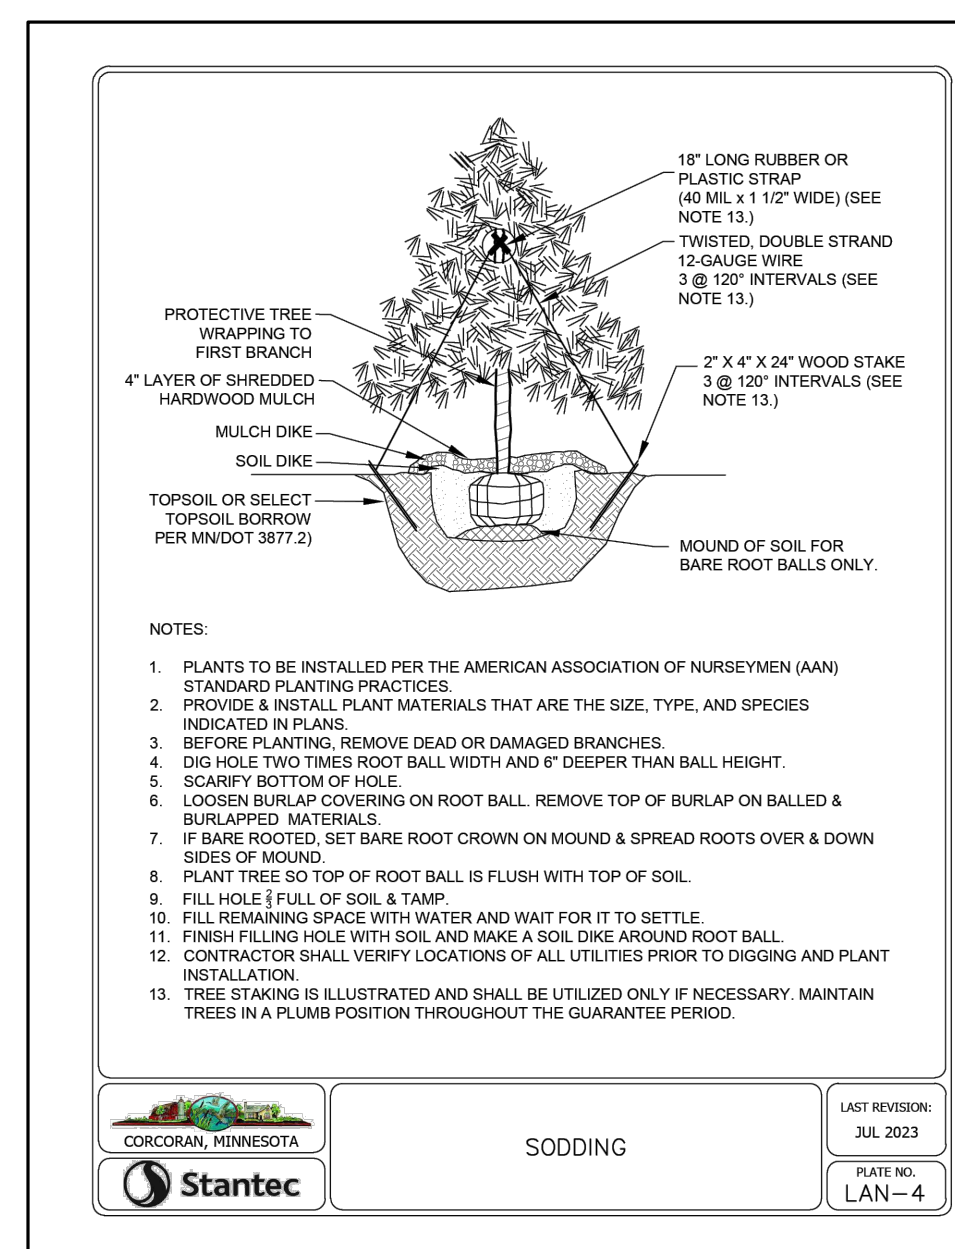 18" LONG RUBBER OR
PLASTIC STRAP
(40 MIL x 1 1/2" WIDE) (SEE
NOTE 13.)
TWISTED, DOUBLE STRAND
12-GAUGE WIRE
3 @ 120° INTERVALS (SEE
NOTE 13.)
PROTECTIVE TREE
WRAPPING TO
FIRST BRANCH
2" X 4" X 24" WOOD STAKE
3 @ 120° INTERVALS (SEE
NOTE 13.)
4" LAYER OF SHREDDED
HARDWOOD MULCH
MULCH DIKE
SOIL DIKE
TOPSOIL OR SELECT
TOPSOIL BORROW
PER MN/DOT 3877.2)
MOUND OF SOIL FOR
BARE ROOT BALLS ONLY.
NOTES:
1. PLANTS TO BE INSTALLED PER THE AMERICAN ASSOCIATION OF NURSEYMEN (AAN)
STANDARD PLANTING PRACTICES.
2. PROVIDE & INSTALL PLANT MATERIALS THAT ARE THE SIZE, TYPE, AND SPECIES
INDICATED IN PLANS.
3. BEFORE PLANTING, REMOVE DEAD OR DAMAGED BRANCHES.
4. DIG HOLE TWO TIMES ROOT BALL WIDTH AND 6" DEEPER THAN BALL HEIGHT.
5. SCARIFY BOTTOM OF HOLE.
6. LOOSEN BURLAP COVERING ON ROOT BALL. REMOVE TOP OF BURLAP ON BALLED &
BURLAPPED MATERIALS.
7. IF BARE ROOTED, SET BARE ROOT CROWN ON MOUND & SPREAD ROOTS OVER & DOWN
SIDES OF MOUND.
8. PLANT TREE SO TOP OF ROOT BALL IS FLUSH WITH TOP OF SOIL.
9. FILL HOLE 2/3 FULL OF SOIL & TAMP.
10. FILL REMAINING SPACE WITH WATER AND WAIT FOR IT TO SETTLE.
11. FINISH FILLING HOLE WITH SOIL AND MAKE A SOIL DIKE AROUND ROOT BALL.
12. CONTRACTOR SHALL VERIFY LOCATIONS OF ALL UTILITIES PRIOR TO DIGGING AND PLANT
INSTALLATION.
13. TREE STAKING IS ILLUSTRATED AND SHALL BE UTILIZED ONLY IF NECESSARY. MAINTAIN
TREES IN A PLUMB POSITION THROUGHOUT THE GUARANTEE PERIOD.
CORCORAN, MINNESOTA
Stantec
SODDING
LAST REVISION:
JUL 2023
PLATE NO.
LAN-4